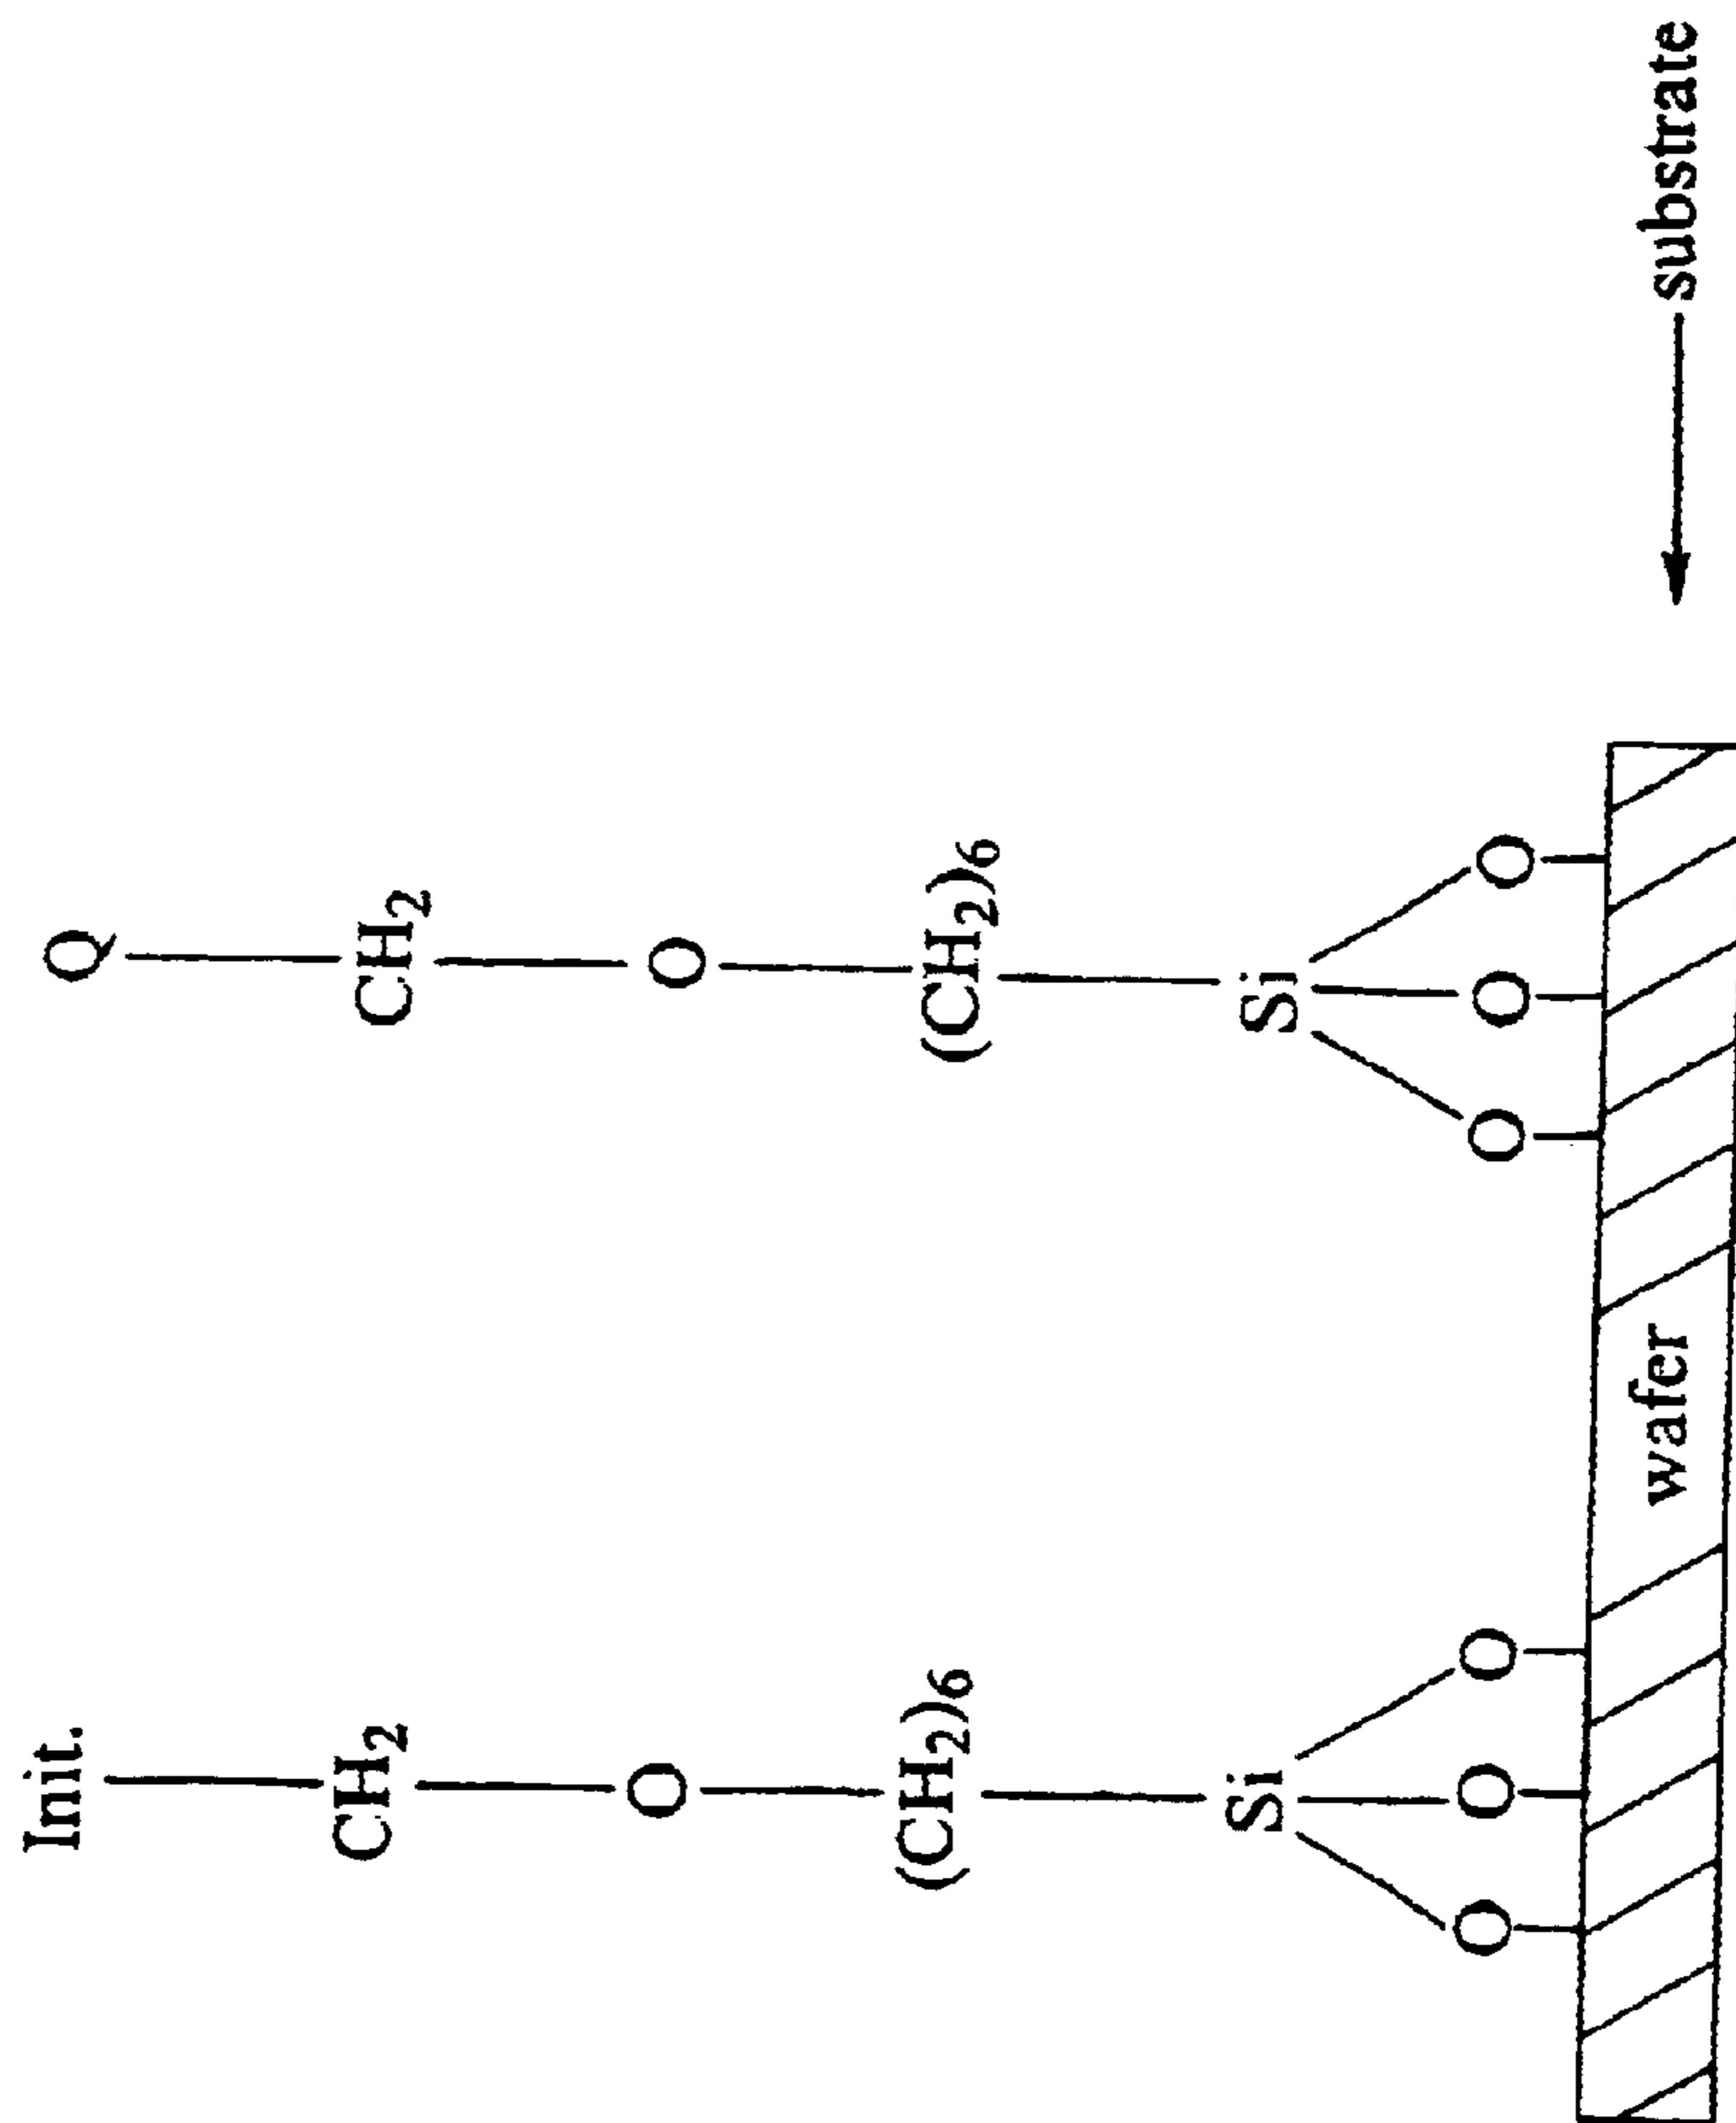 Init. Q
CH₂ CH₂
O O
(CH₂)₆ (CH₂)₆
Si Si
O O O O O O
wafer substrate